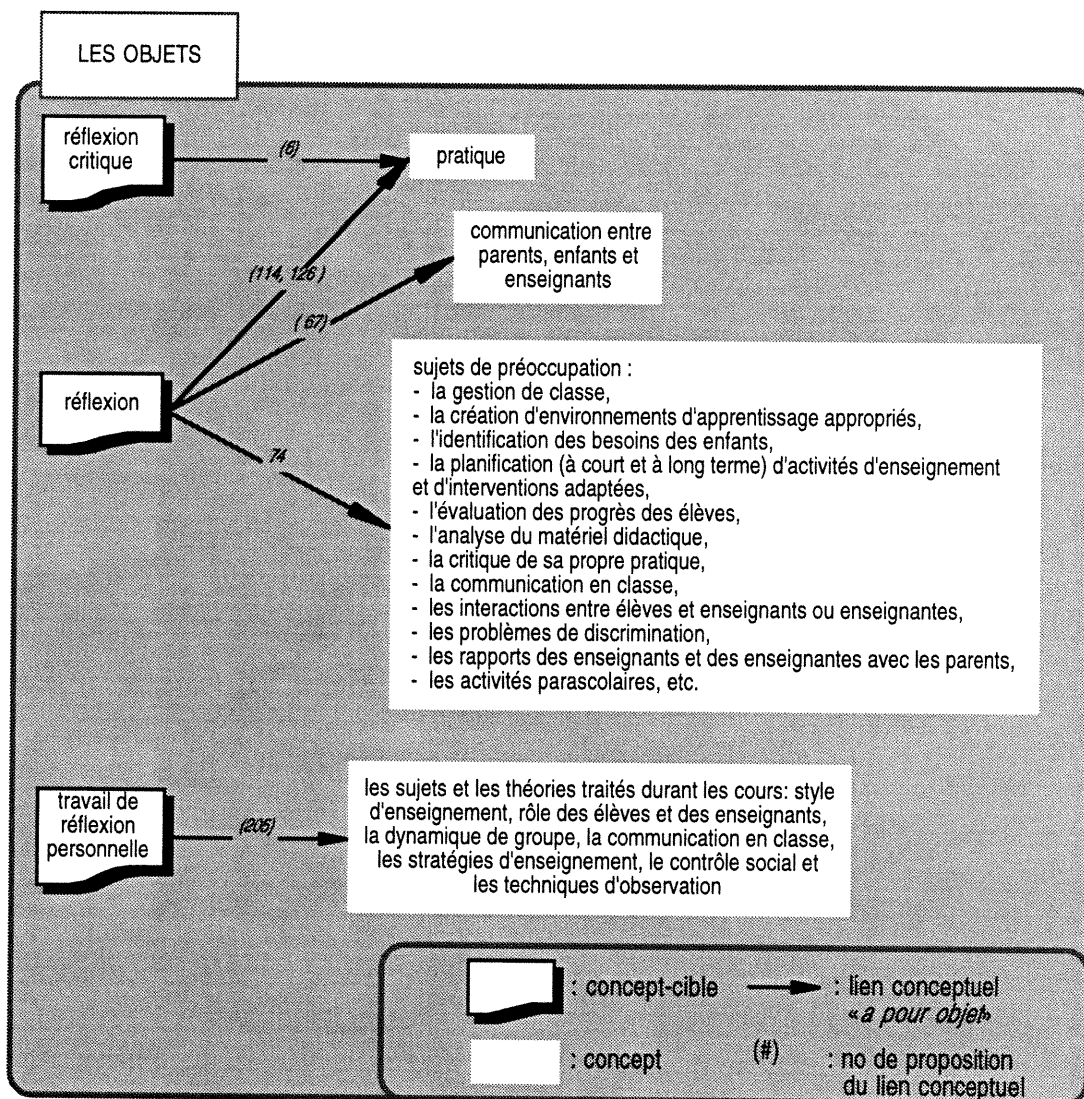 LES OBJETS
réflexion
critique
(6)
pratique
communication entre
parents, enfants et
enseignants
(114, 126)
(67)
réflexion
74
sujets de préoccupation :
- la gestion de classe,
- la création d'environnements d'apprentissage appropriés,
- l'identification des besoins des enfants,
- la planification (à court et à long terme) d'activités d'enseignement
et d'interventions adaptées,
- l'évaluation des progrès des élèves,
- l'analyse du matériel didactique,
- la critique de sa propre pratique,
- la communication en classe,
- les interactions entre élèves et enseignants ou enseignantes,
- les problèmes de discrimination,
- les rapports des enseignants et des enseignantes avec les parents,
- les activités parascolaires, etc.
travail de
réflexion
personnelle
(205)
les sujets et les théories traités durant les cours: style
d'enseignement, rôle des élèves et des enseignants,
la dynamique de groupe, la communication en classe,
les stratégies d'enseignement, le contrôle social et
les techniques d'observation
: concept-cible
: lien conceptuel
«a pour objet»
: concept
(#)
: no de proposition
du lien conceptuel